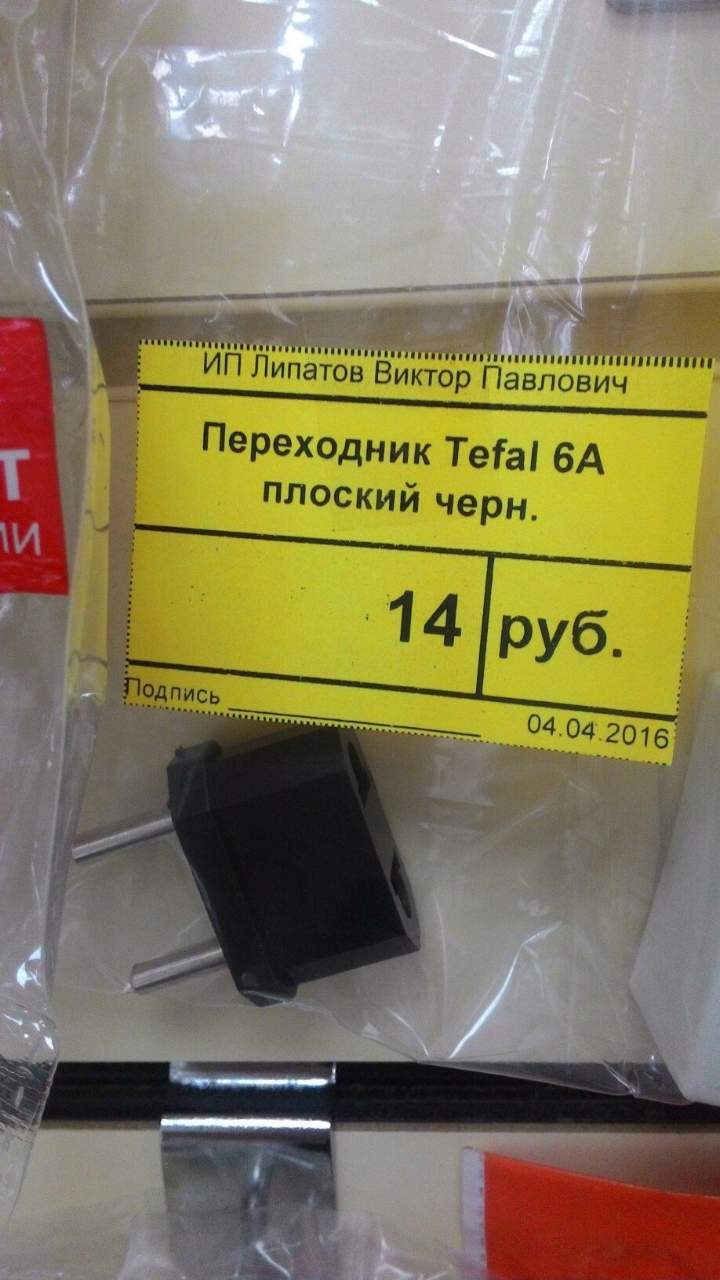 ИП Липатов Виктор Павлович
Переходник Tefal 6А
плоский черн.
14 руб.
Подпись
04.04.2016